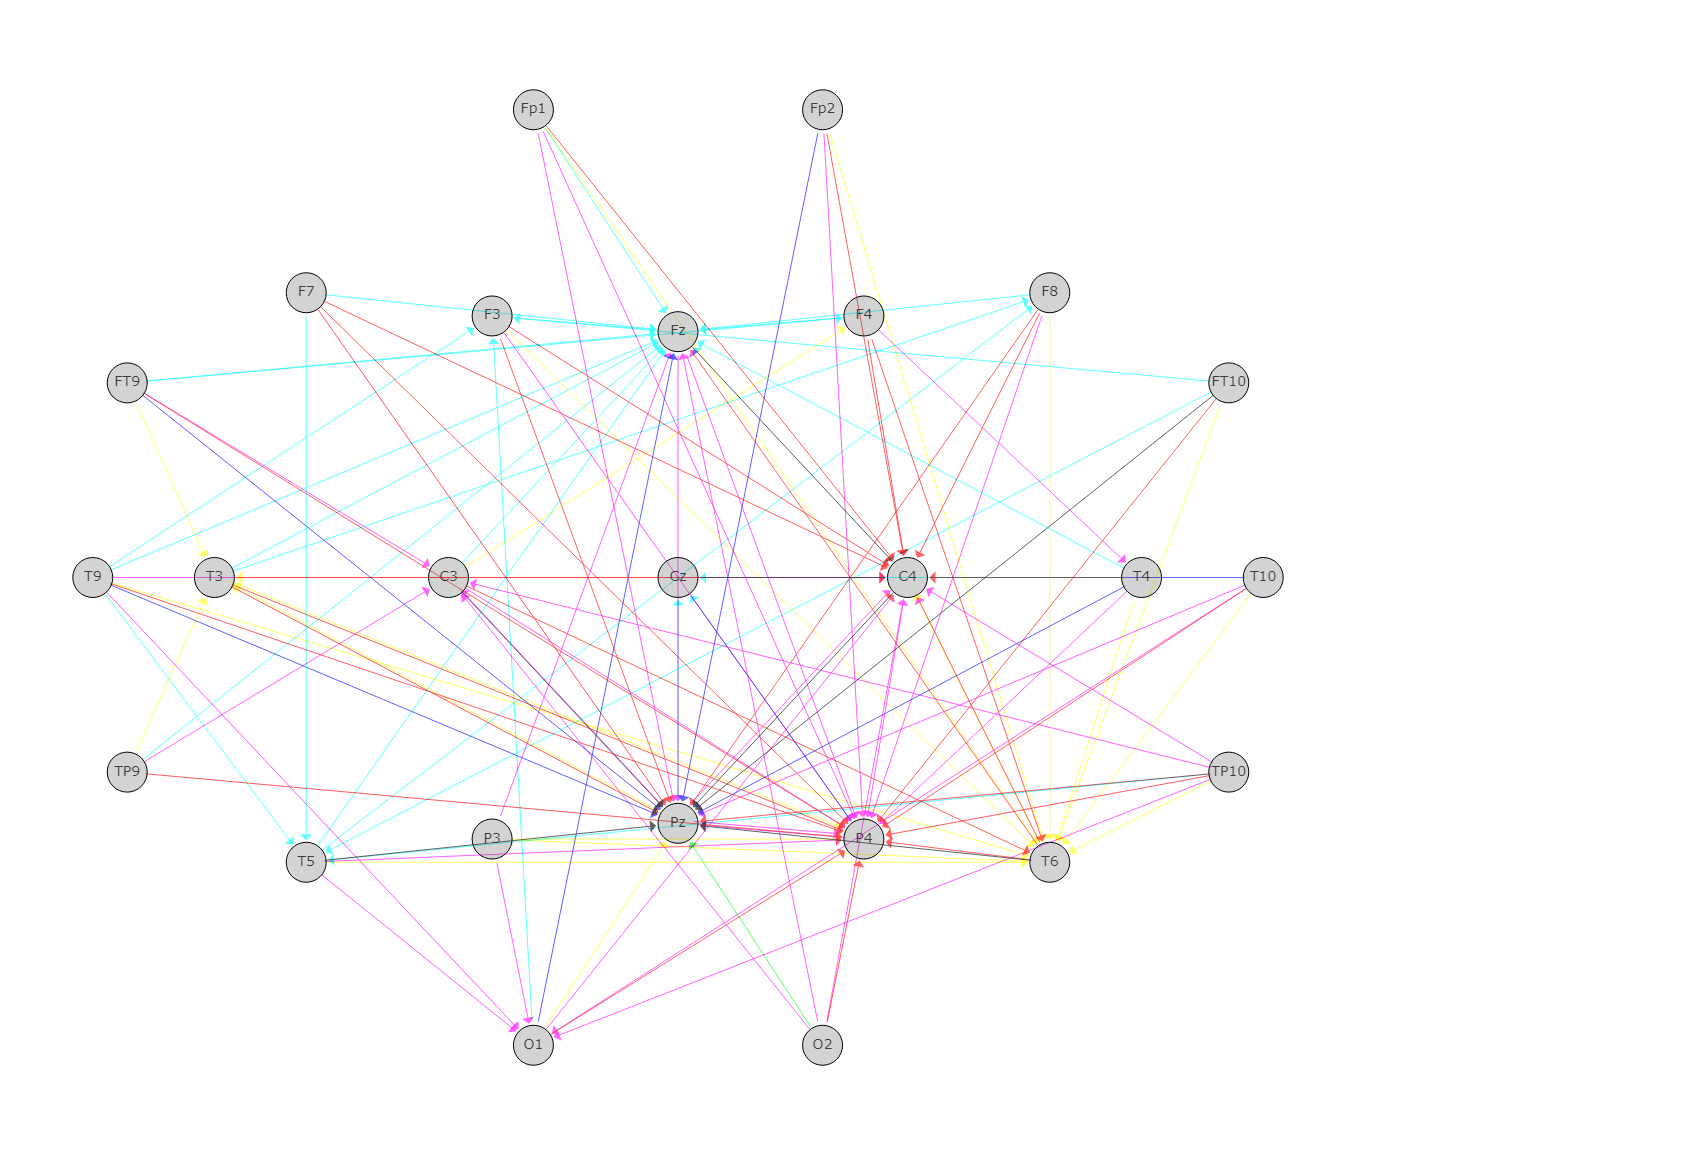 Fp1 Fp2
F7 F3 Fz F4 F8
FT9 FT10
T9 T3 C3 Cz C4 T4 T10
TP9 TP10
T5 P3 Pz P4 T6
O1 O2